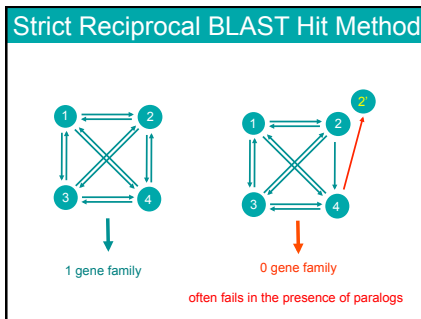 Strict Reciprocal BLAST Hit Method
2'
1 2
1 2
3 4
3 4
1 gene family
0 gene family
often fails in the presence of paralogs